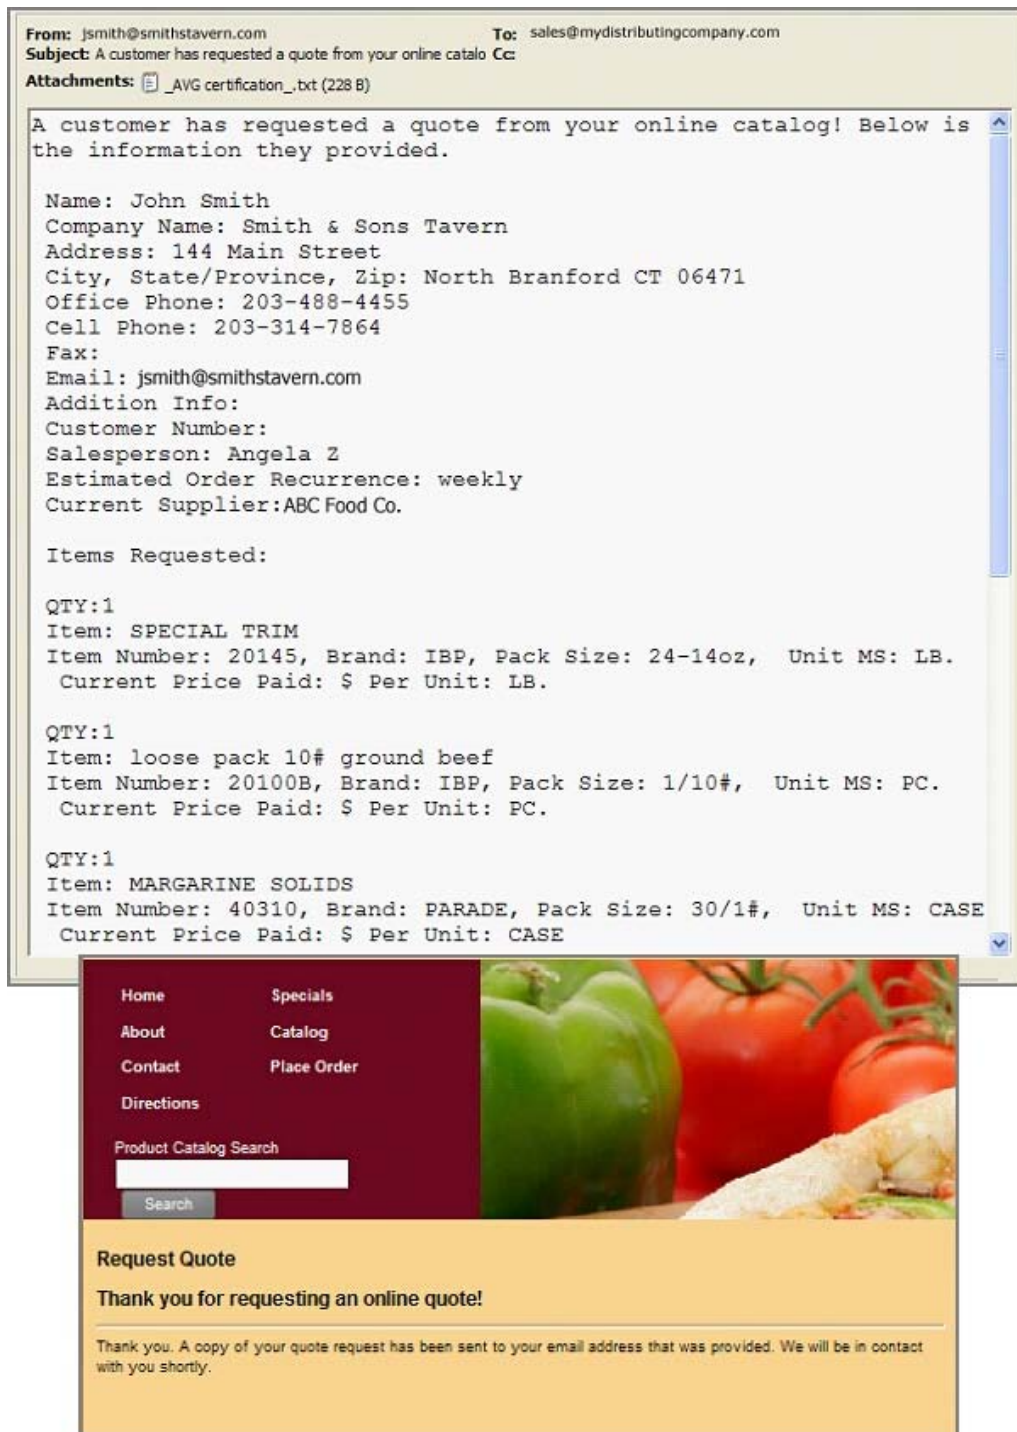 From: jsmith@smithstavern.com To: sales@mydistributingcompany.com
Subject: A customer has requested a quote from your online catalo Cc:
Attachments: _AVG certification_.txt (228 B)
A customer has requested a quote from your online catalog! Below is
the information they provided.
Name: John Smith
Company Name: Smith & Sons Tavern
Address: 144 Main Street
City, State/Province, Zip: North Branford CT 06471
Office Phone: 203-488-4455
Cell Phone: 203-314-7864
Fax:
Email: jsmith@smithstavern.com
Addition Info:
Customer Number:
Salesperson: Angela Z
Estimated Order Recurrence: weekly
Current Supplier:ABC Food Co.
Items Requested:
QTY:1
Item: SPECIAL TRIM
Item Number: 20145, Brand: IBP, Pack Size: 24-14oz, Unit MS: LB.
Current Price Paid: $ Per Unit: LB.
QTY:1
Item: loose pack 10# ground beef
Item Number: 20100B, Brand: IBP, Pack Size: 1/10#, Unit MS: PC.
Current Price Paid: $ Per Unit: PC.
QTY:1
Item: MARGARINE SOLIDS
Item Number: 40310, Brand: PARADE, Pack Size: 30/1#, Unit MS: CASE
Current Price Paid: $ Per Unit: CASE
Home Specials
About Catalog
Contact Place Order
Directions
Product Catalog Search
Search
Request Quote
Thank you for requesting an online quote!
Thank you. A copy of your quote request has been sent to your email address that was provided. We will be in contact
with you shortly.